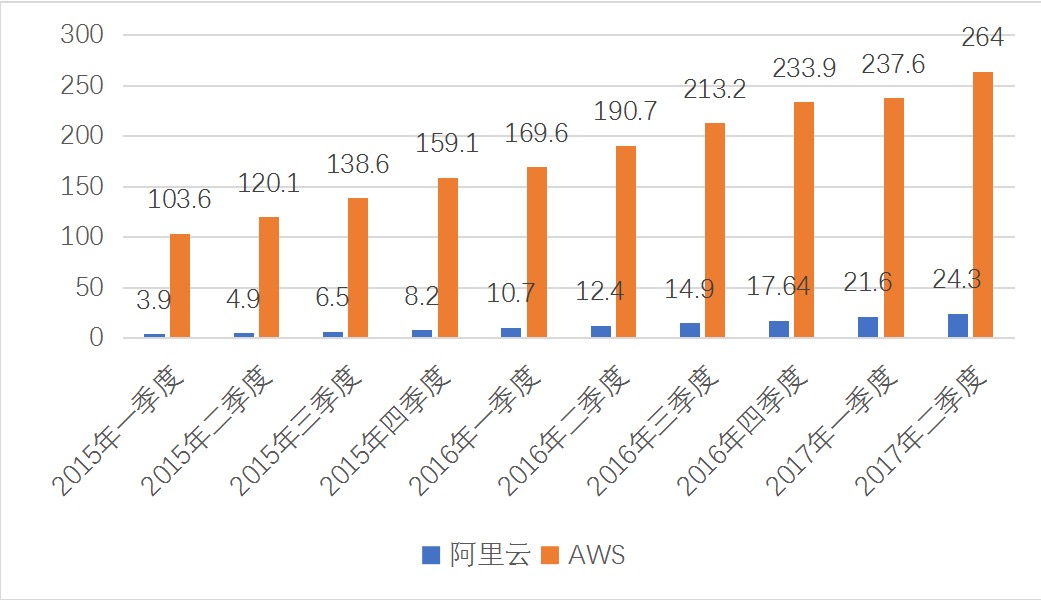 300
250
200
150
100
50
0
103.6
120.1
138.6
159.1
169.6
190.7
213.2
233.9
237.6
264
3.9
4.9
6.5
8.2
10.7
12.4
14.9
17.64
21.6
24.3
2015年一季度
2015年二季度
2015年三季度
2015年四季度
2016年一季度
2016年二季度
2016年三季度
2016年四季度
2017年一季度
2017年二季度
阿里云 AWS